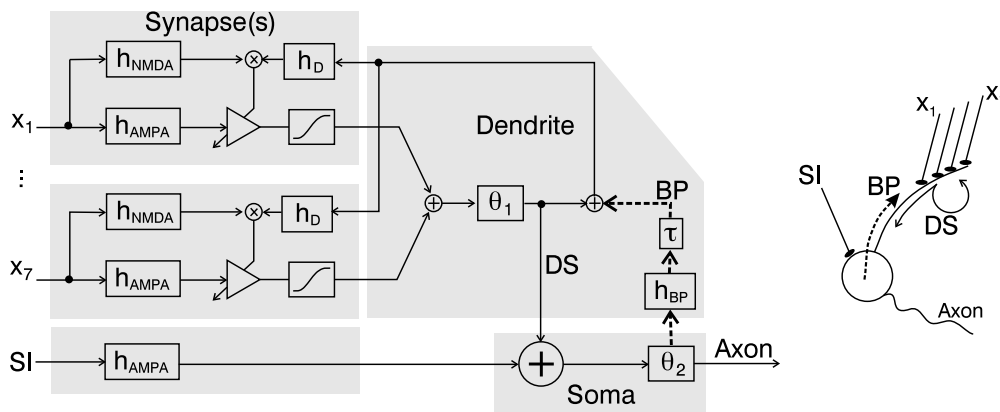 Synapse(s)
h_NMDA
×
h_D
x_1
h_AMPA
...
h_NMDA
×
h_D
x_7
h_AMPA
SI
h_AMPA
Dendrite
+
θ_1
+
BP
τ
h_BP
DS
+
θ_2
Soma
Axon
x_1
x
SI
BP
DS
Axon